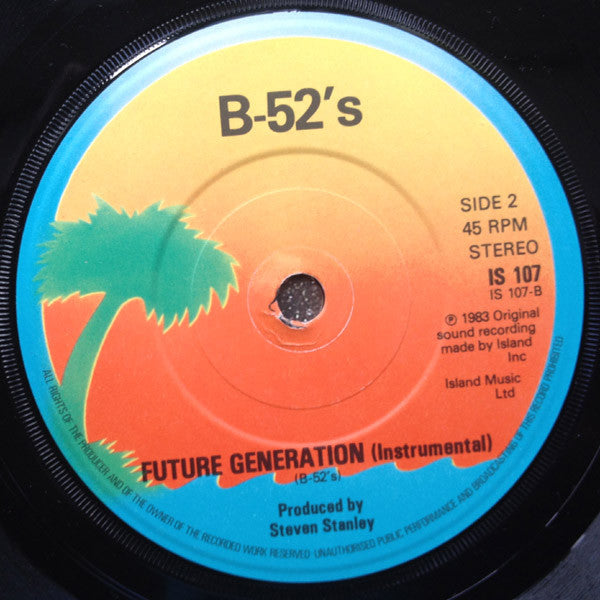 B-52's
SIDE 2
45 RPM
STEREO
IS 107
IS 107-B
℗ 1983 Original
sound recording
made by Island
Inc
Island Music
Ltd
FUTURE GENERATION (Instrumental)
(B-52"s)
Produced by
Steven Stanley
ALL RIGHTS OF THE PRODUCER AND OF THE OWNER OF THE RECORDED WORK RESERVED · UNAUTHORISED PUBLIC PERFORMANCE AND BROADCASTING OF THIS RECORD PROHIBITED